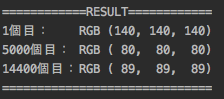 ============RESULT============
1個目：　　RGB (140, 140, 140)
5000個目：　RGB ( 80,  80,  80)
14400個目：RGB ( 89,  89,  89)
==============================